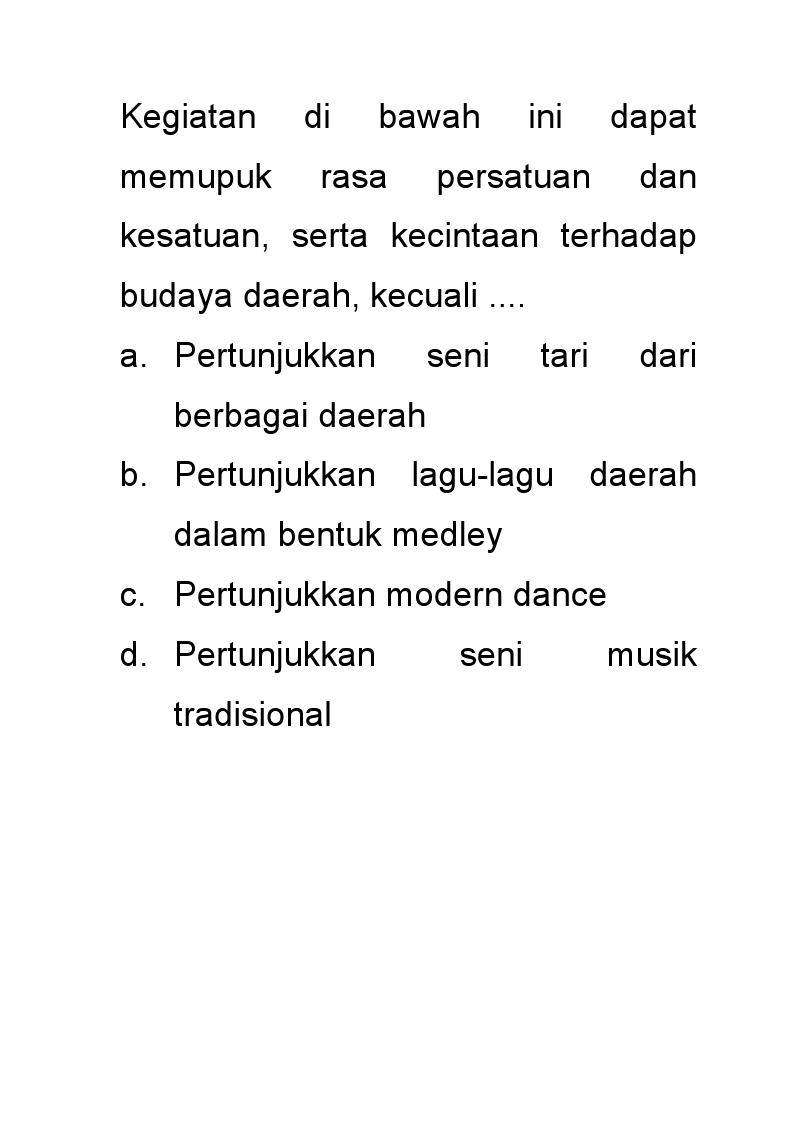 Kegiatan di bawah ini dapat
memupuk rasa persatuan dan
kesatuan, serta kecintaan terhadap
budaya daerah, kecuali ....
a. Pertunjukkan seni tari dari
berbagai daerah
b. Pertunjukkan lagu-lagu daerah
dalam bentuk medley
c. Pertunjukkan modern dance
d. Pertunjukkan seni musik
tradisional